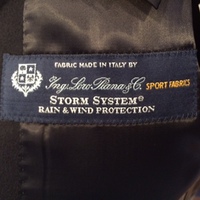 FABRIC MADE IN ITALY BY
Ing. Loro Piana & C. SPORT FABRICS
STORM SYSTEM®
RAIN & WIND PROTECTION